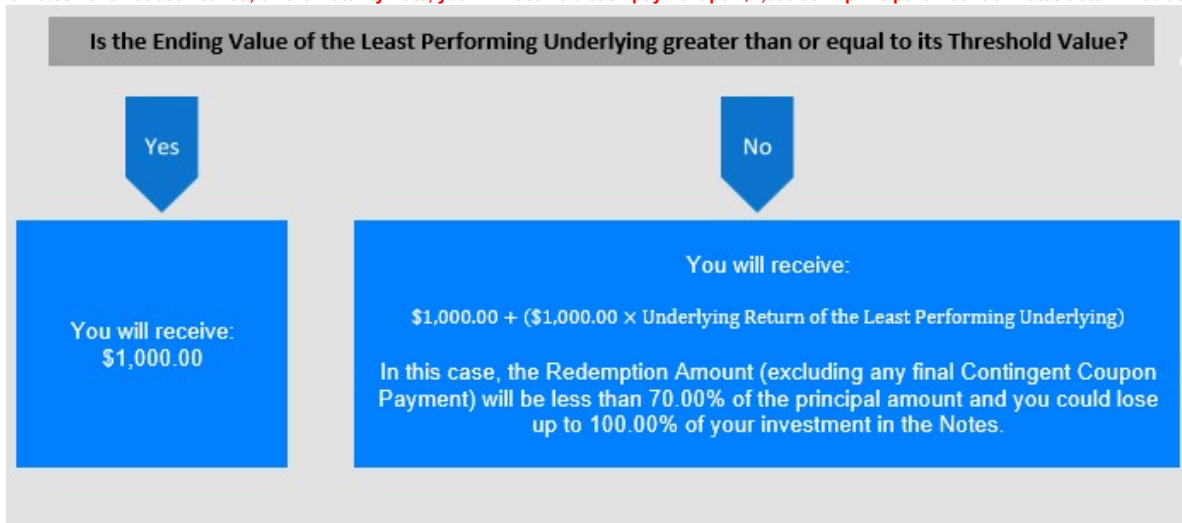 Is the Ending Value of the Least Performing Underlying greater than or equal to its Threshold Value?
Yes
No
You will receive:
$1,000.00
You will receive:
$1,000.00 + ($1,000.00 × Underlying Return of the Least Performing Underlying)
In this case, the Redemption Amount (excluding any final Contingent Coupon
Payment) will be less than 70.00% of the principal amount and you could lose
up to 100.00% of your investment in the Notes.